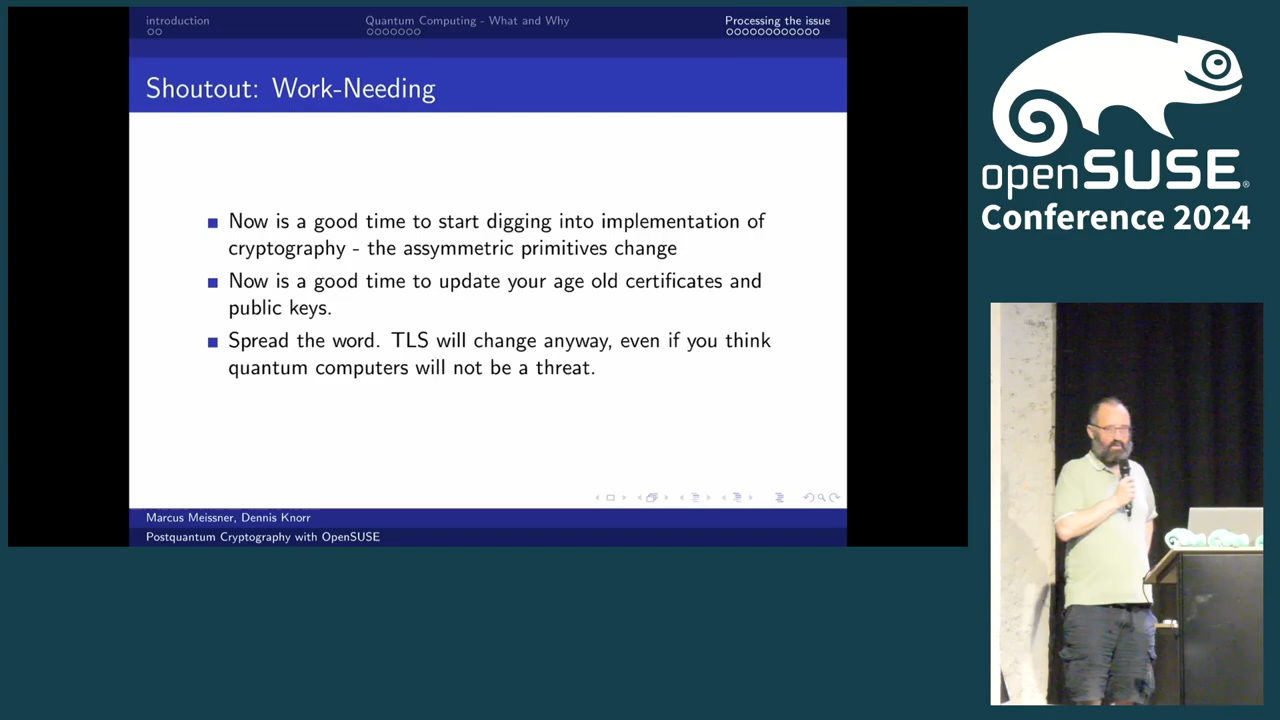 introduction
Quantum Computing - What and Why
Processing the issue
Shoutout: Work-Needing
Now is a good time to start digging into implementation of
cryptography - the assymmetric primitives change
Now is a good time to update your age old certificates and
public keys.
Spread the word. TLS will change anyway, even if you think
quantum computers will not be a threat.
Marcus Meissner, Dennis Knorr
Postquantum Cryptography with OpenSUSE
openSUSE®
Conference 2024